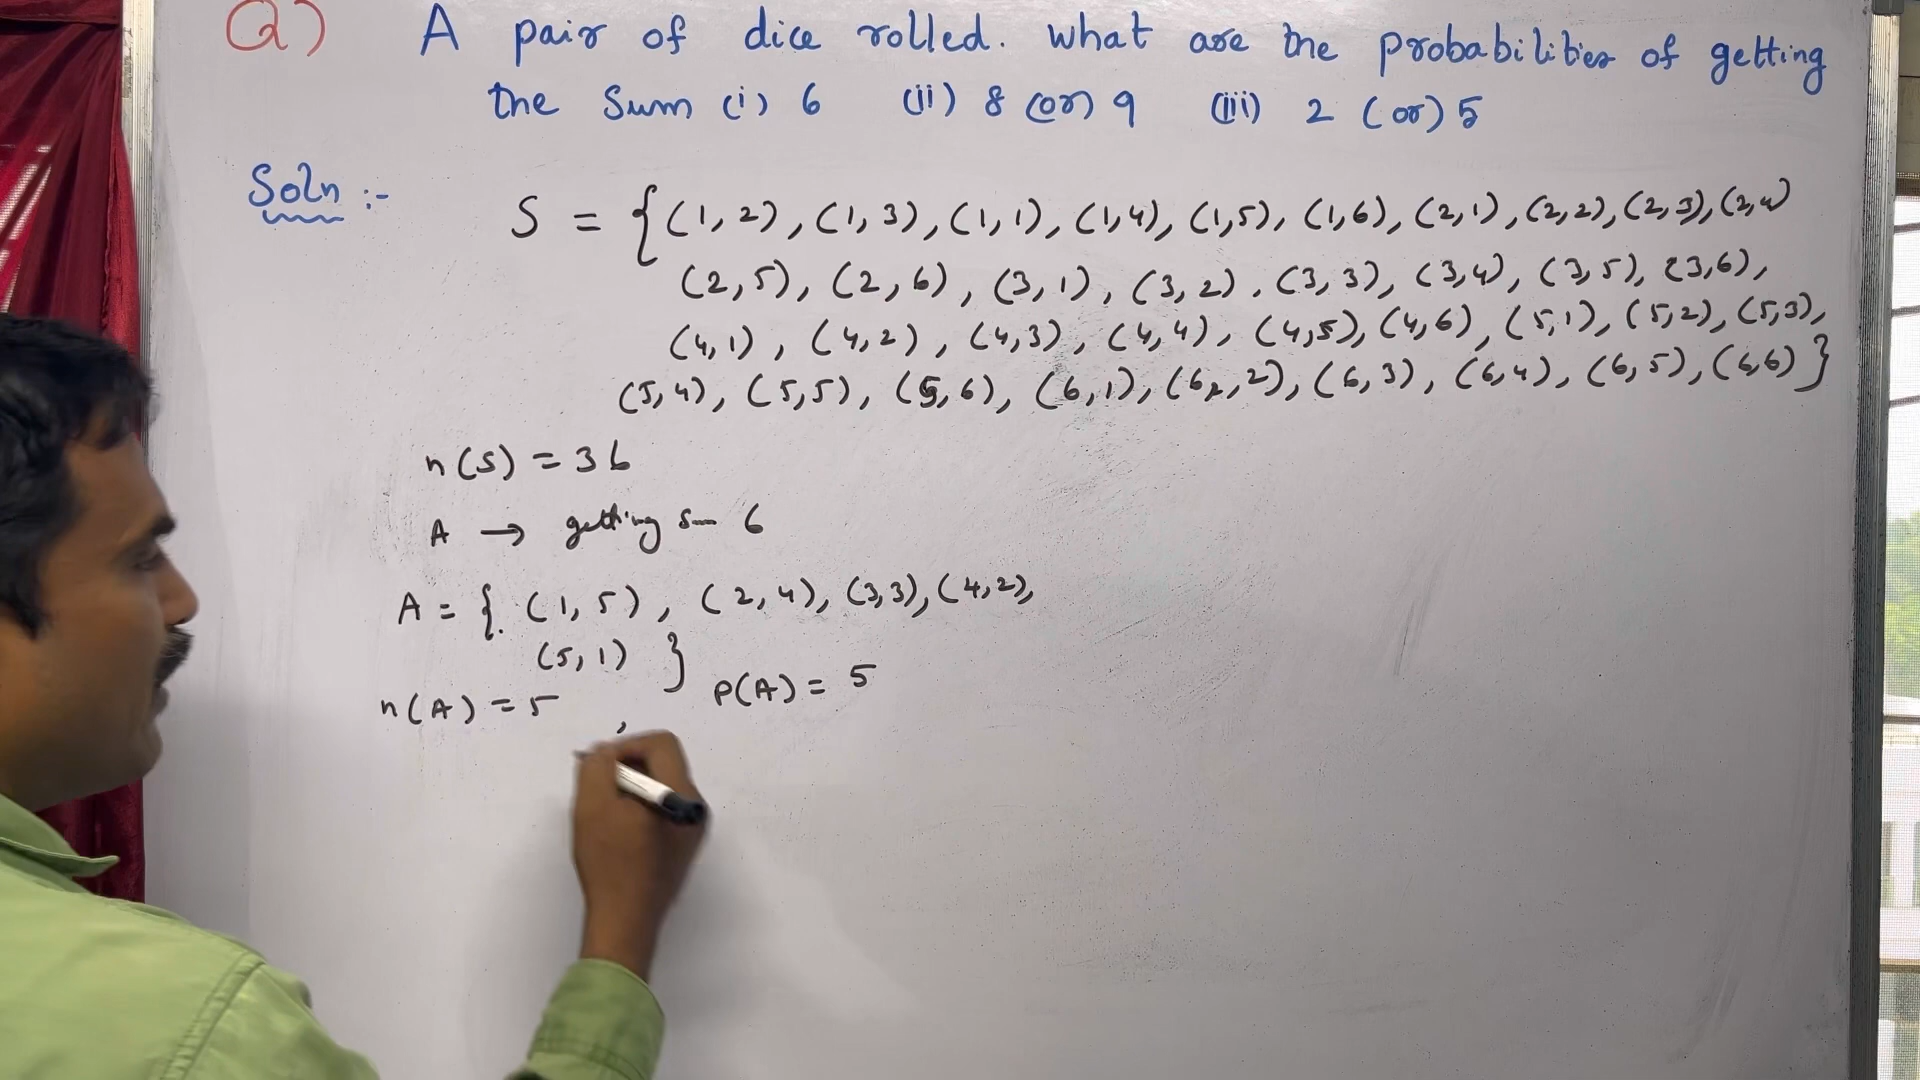 Q) A pair of dice rolled. What are the probabilities of getting
the Sum (i) 6 (ii) 8 (or) 9 (iii) 2 (or) 5
Soln :-
S = {(1,2), (1,3), (1,1), (1,4), (1,5), (1,6), (2,1), (2,2), (2,3), (2,4)
(2,5), (2,6), (3,1), (3,2), (3,3), (3,4), (3,5), (3,6),
(4,1), (4,2), (4,3), (4,4), (4,5), (4,6), (5,1), (5,2), (5,3),
(5,4), (5,5), (5,6), (6,1), (6,2), (6,3), (6,4), (6,5), (6,6)}
n(S) = 36
A → getting sum 6
A = {(1,5), (2,4), (3,3), (4,2),
(5,1)}
n(A) = 5, P(A) = 5